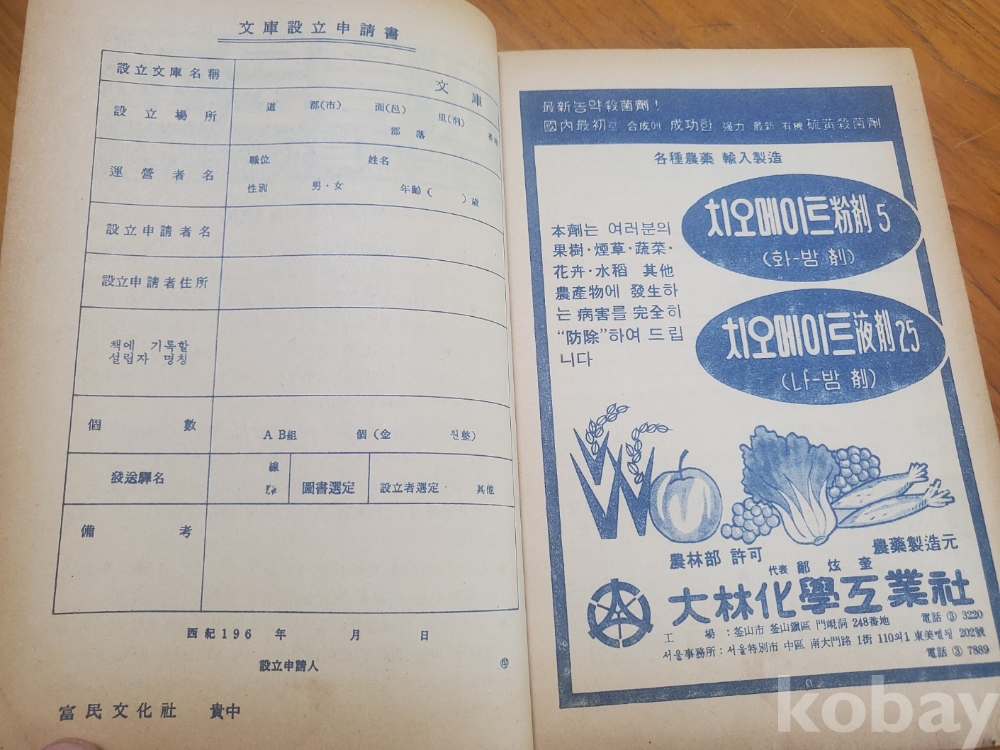 文庫設立申請書
設立文庫名稱 文庫
設立場所 道 郡(市) 面(邑) 里(洞) 番地
部落
運營者名 職位 姓名
性別 男·女 年齡( )歲
設立申請者名
設立申請者住所
책에 기록할
설립자 명칭
個數 AB組 個(金 원整)
發送驛名 線 圖書選定 設立者選定 其他
備考
西紀196 年 月 日
設立申請人 ㊞
富民文化社 貴中
最新농약殺菌劑!
國內最初로 合成에 成功한 强力 最新 有機 硫黃殺菌劑
各種農藥 輸入製造
치오메이트粉剤5
(화-밤 剤)
本劑는 여러분의
果樹·煙草·蔬菜·
花卉·水稻 其他
農產物에 發生하
는 病害를 完全히
“防除”하여 드립
니다
치오메이트液劑25
(나-밤 剤)
農林部 許可 農藥製造元
代表 鄭炫奎
大林化學工業社
工場 : 釜山市 釜山鎭區 門峴洞 248番地 電話 ③ 3220
서울事務所 : 서울特別市 中區 南大門路 1街 110의1 東美빌딩 202號
電話 ③ 7889
kobay